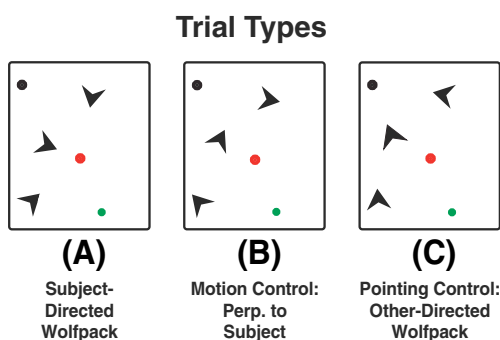 Trial Types
(A)
Subject-
Directed
Wolfpack
(B)
Motion Control:
Perp. to
Subject
(C)
Pointing Control:
Other-Directed
Wolfpack